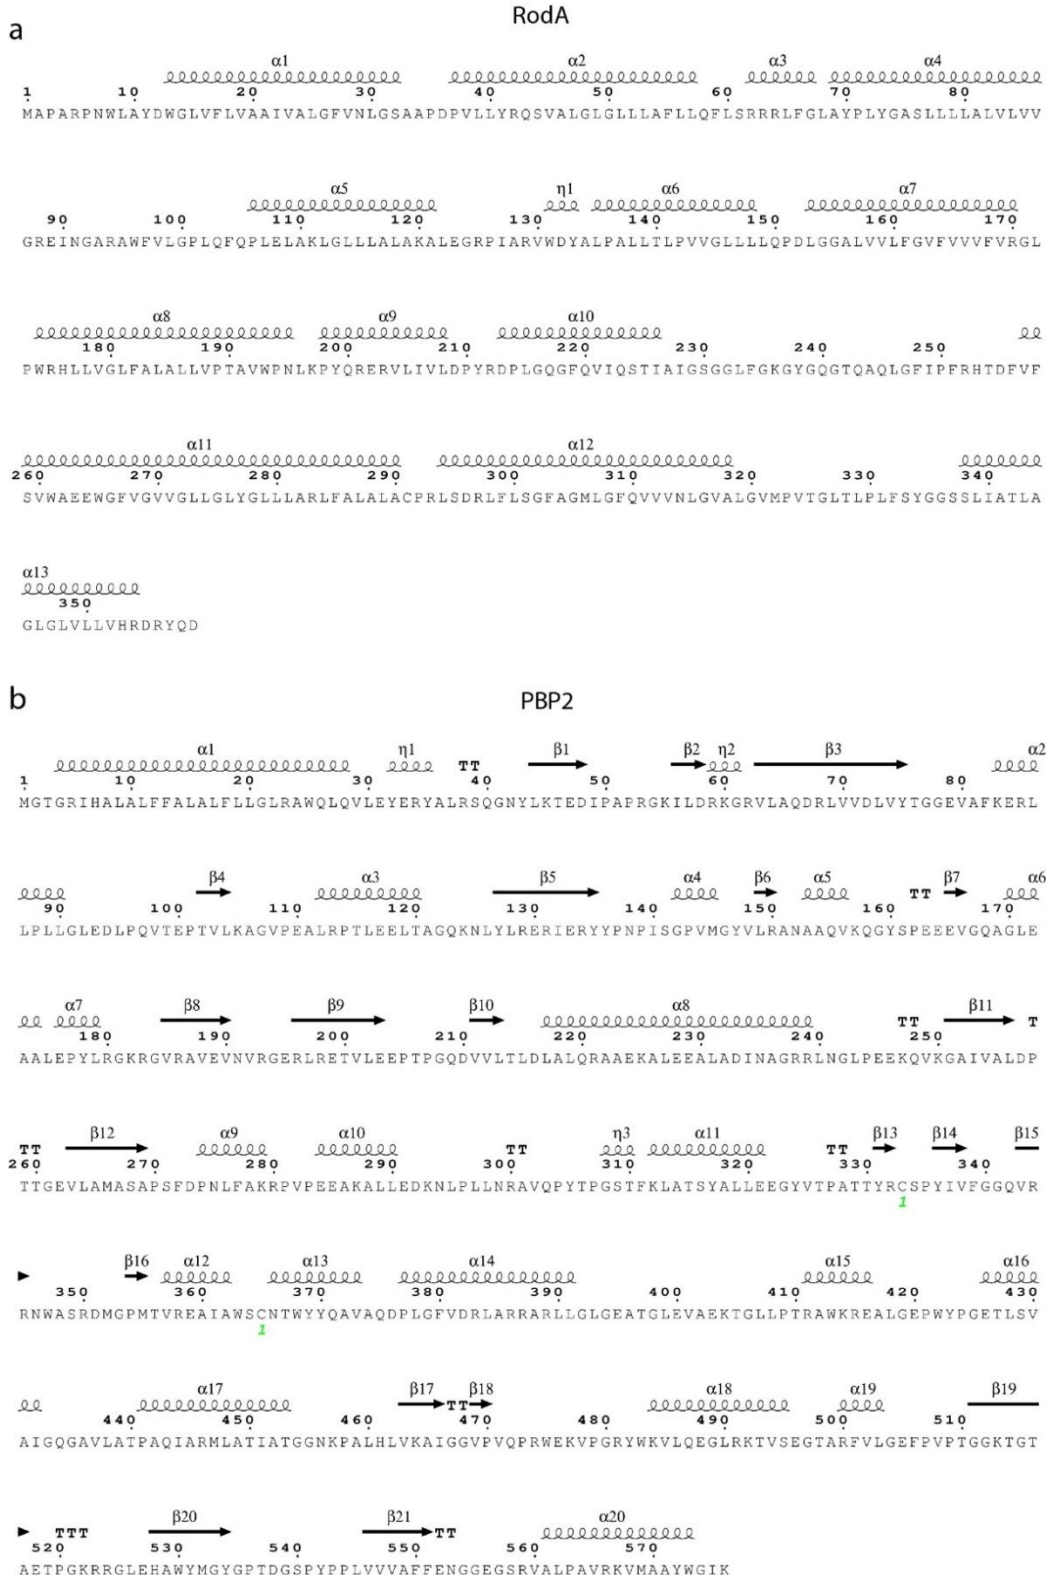 a
RodA
α1 α2 α3 α4
1 10 20 30 40 50 60 70 80
MAPARPNWLAYDWGLVFLVAAIVALGFVNLGSAAPDPVLLYRQSVALGLGLLLAFLLQFLSRRRLFGLAYPLYGASLLLLALVLVV
α5 η1 α6 α7
90 100 110 120 130 140 150 160 170
GREINGARAWFVLGPLQFQPLELAKLGLLLALAKALEGRPIARVWDYALPALLTLPVVGLLLLQPDLGGALVVLFGVFVVVFVRGL
α8 α9 α10
180 190 200 210 220 230 240 250
PWRHLLVGLFALALLVPTAVWPNLKPYQRERVLIVLDPYRDPLGQGFQVIQSTIAIGSGGLFGKGYGQGTQAQLGFIPFRHTDFVF
α11 α12
260 270 280 290 300 310 320 330 340
SVWAEEWGFVGVVGLLGLYGLLLARLFALALACPRLSDRLFLSGFAGMLGFQVVVNLGVALGVMPVTGLTLPLFSYGGSSLIATLA
α13
350
GLGLVLLVHRDRYQD
b
PBP2
α1 η1 TT β1 β2 η2 β3 α2
1 10 20 30 40 50 60 70 80
MGTGRIHALALFFALALFLLGLRAWQLQVLEYERYALRSQGNYLKTEDIPAPRGKILDRKGRVLAQDRLVVDLVYTGGEVAFKERL
β4 α3 β5 α4 β6 α5 TT β7 α6
90 100 110 120 130 140 150 160 170
LPLLGLEDLPQVTEPTVLKAGVPEALRPTLEELTAGQKNLYLRERIERYYPNPISGPVMGYVLRANAAQVKQGYSPEEEVGQAGLE
α7 β8 β9 β10 α8 TT β11 T
180 190 200 210 220 230 240 250
AALEPYLRGKRGVRAVEVNVRGERLRETVLEEPTPGQDVVLTLDLALQRAAEKALEEALADINAGRRLNGLPEEKQVKGAIVALDP
TT β12 α9 α10 TT η3 α11 TT β13 β14 β15
260 270 280 290 300 310 320 330 340
TTGEVLAMASAPSFDPNLFAKRPVPEEAKALLEDKNLPLLNRAVQPYTPGSTFKLATSYALLEEGYVTPATTYRCSPYIVFGGQVR
1
β16 α12 α13 α14 α15 α16
350 360 370 380 390 400 410 420 430
RNWASRDMGPMTVREAIAWSCNTWYYQAVAQDPLGFVDRLARRARLLGLGEATGLEVAEKTGLLPTRAWKREALGEPWYPGETLSV
1
α17 β17 TT β18 α18 α19 β19
440 450 460 470 480 490 500 510
AIGQGAVLATPAQIARMLATIATGGNKPALHLVKAIGGVPVQPRWEKVPGRYWKVLQEGLRKTVSEGTARFVLGEFPVPTGGKTGT
TTT β20 β21 TT α20
520 530 540 550 560 570
AETPGKRRGLEHAWYMGYGPTDGSPYPPLVVVAFFENGGEGSRVALPAVRKVMAAYWGIK